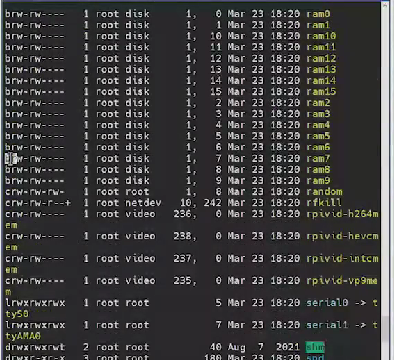 brw-rw---- 1 root disk 1, 0 Mar 23 18:20 ram0
brw-rw---- 1 root disk 1, 1 Mar 23 18:20 ram1
brw-rw---- 1 root disk 1, 10 Mar 23 18:20 ram10
brw-rw---- 1 root disk 1, 11 Mar 23 18:20 ram11
brw-rw---- 1 root disk 1, 12 Mar 23 18:20 ram12
brw-rw---- 1 root disk 1, 13 Mar 23 18:20 ram13
brw-rw---- 1 root disk 1, 14 Mar 23 18:20 ram14
brw-rw---- 1 root disk 1, 15 Mar 23 18:20 ram15
brw-rw---- 1 root disk 1, 2 Mar 23 18:20 ram2
brw-rw---- 1 root disk 1, 3 Mar 23 18:20 ram3
brw-rw---- 1 root disk 1, 4 Mar 23 18:20 ram4
brw-rw---- 1 root disk 1, 5 Mar 23 18:20 ram5
brw-rw---- 1 root disk 1, 6 Mar 23 18:20 ram6
brw-rw---- 1 root disk 1, 7 Mar 23 18:20 ram7
brw-rw---- 1 root disk 1, 8 Mar 23 18:20 ram8
brw-rw---- 1 root disk 1, 9 Mar 23 18:20 ram9
crw-rw-rw- 1 root root 1, 8 Mar 23 18:20 random
crw-rw-r--+ 1 root netdev 10, 242 Mar 23 18:20 rfkill
crw-rw---- 1 root video 236, 0 Mar 23 18:20 rpivid-h264m
em
crw-rw---- 1 root video 238, 0 Mar 23 18:20 rpivid-hevcm
em
crw-rw---- 1 root video 237, 0 Mar 23 18:20 rpivid-intcm
em
crw-rw---- 1 root video 235, 0 Mar 23 18:20 rpivid-vp9me
m
lrwxrwxrwx 1 root root 5 Mar 23 18:20 serial0 -> t
tyS0
lrwxrwxrwx 1 root root 7 Mar 23 18:20 serial1 -> t
tyAMA0
drwxrwxrwt 2 root root 40 Aug 7 2021 shm
drwxr-xr-x 3 root root 180 Mar 23 18:20 snd